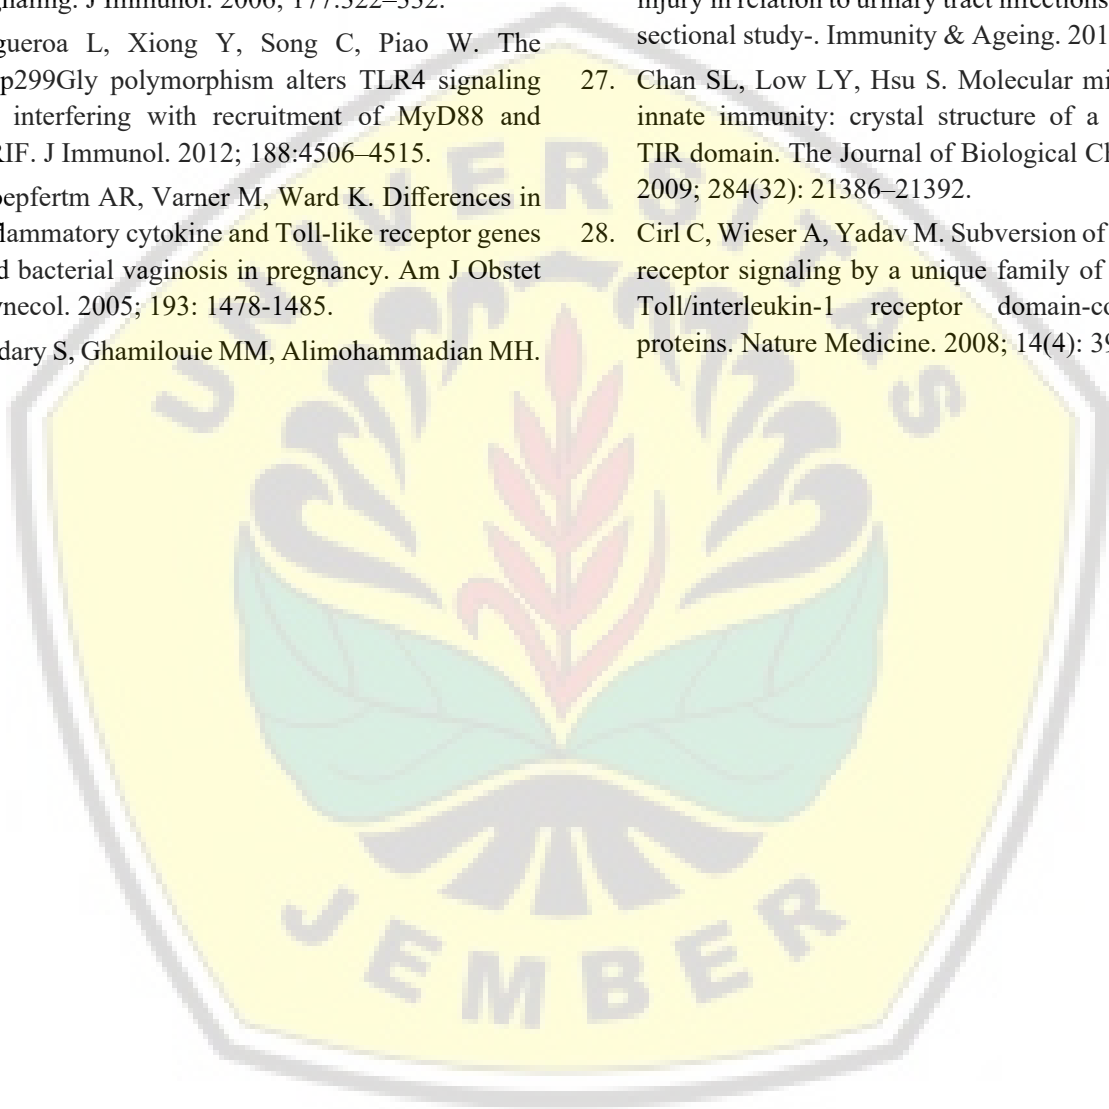 naling. J Immunol. 2006; 177:322–332.
gueroa L, Xiong Y, Song C, Piao W. The
p299Gly polymorphism alters TLR4 signaling
interfering with recruitment of MyD88 and
RIF. J Immunol. 2012; 188:4506–4515.
oepfertm AR, Varner M, Ward K. Differences in
lammatory cytokine and Toll-like receptor genes
d bacterial vaginosis in pregnancy. Am J Obstet
ynecol. 2005; 193: 1478-1485.
dary S, Ghamilouie MM, Alimohammadian MH.
injury in relation to urinary tract infections
sectional study-. Immunity & Ageing. 201
27. Chan SL, Low LY, Hsu S. Molecular mi
innate immunity: crystal structure of a
TIR domain. The Journal of Biological Ch
2009; 284(32): 21386–21392.
28. Cirl C, Wieser A, Yadav M. Subversion of
receptor signaling by a unique family of
Toll/interleukin-1 receptor domain-co
proteins. Nature Medicine. 2008; 14(4): 39
UNIVERSITAS
JEMBER